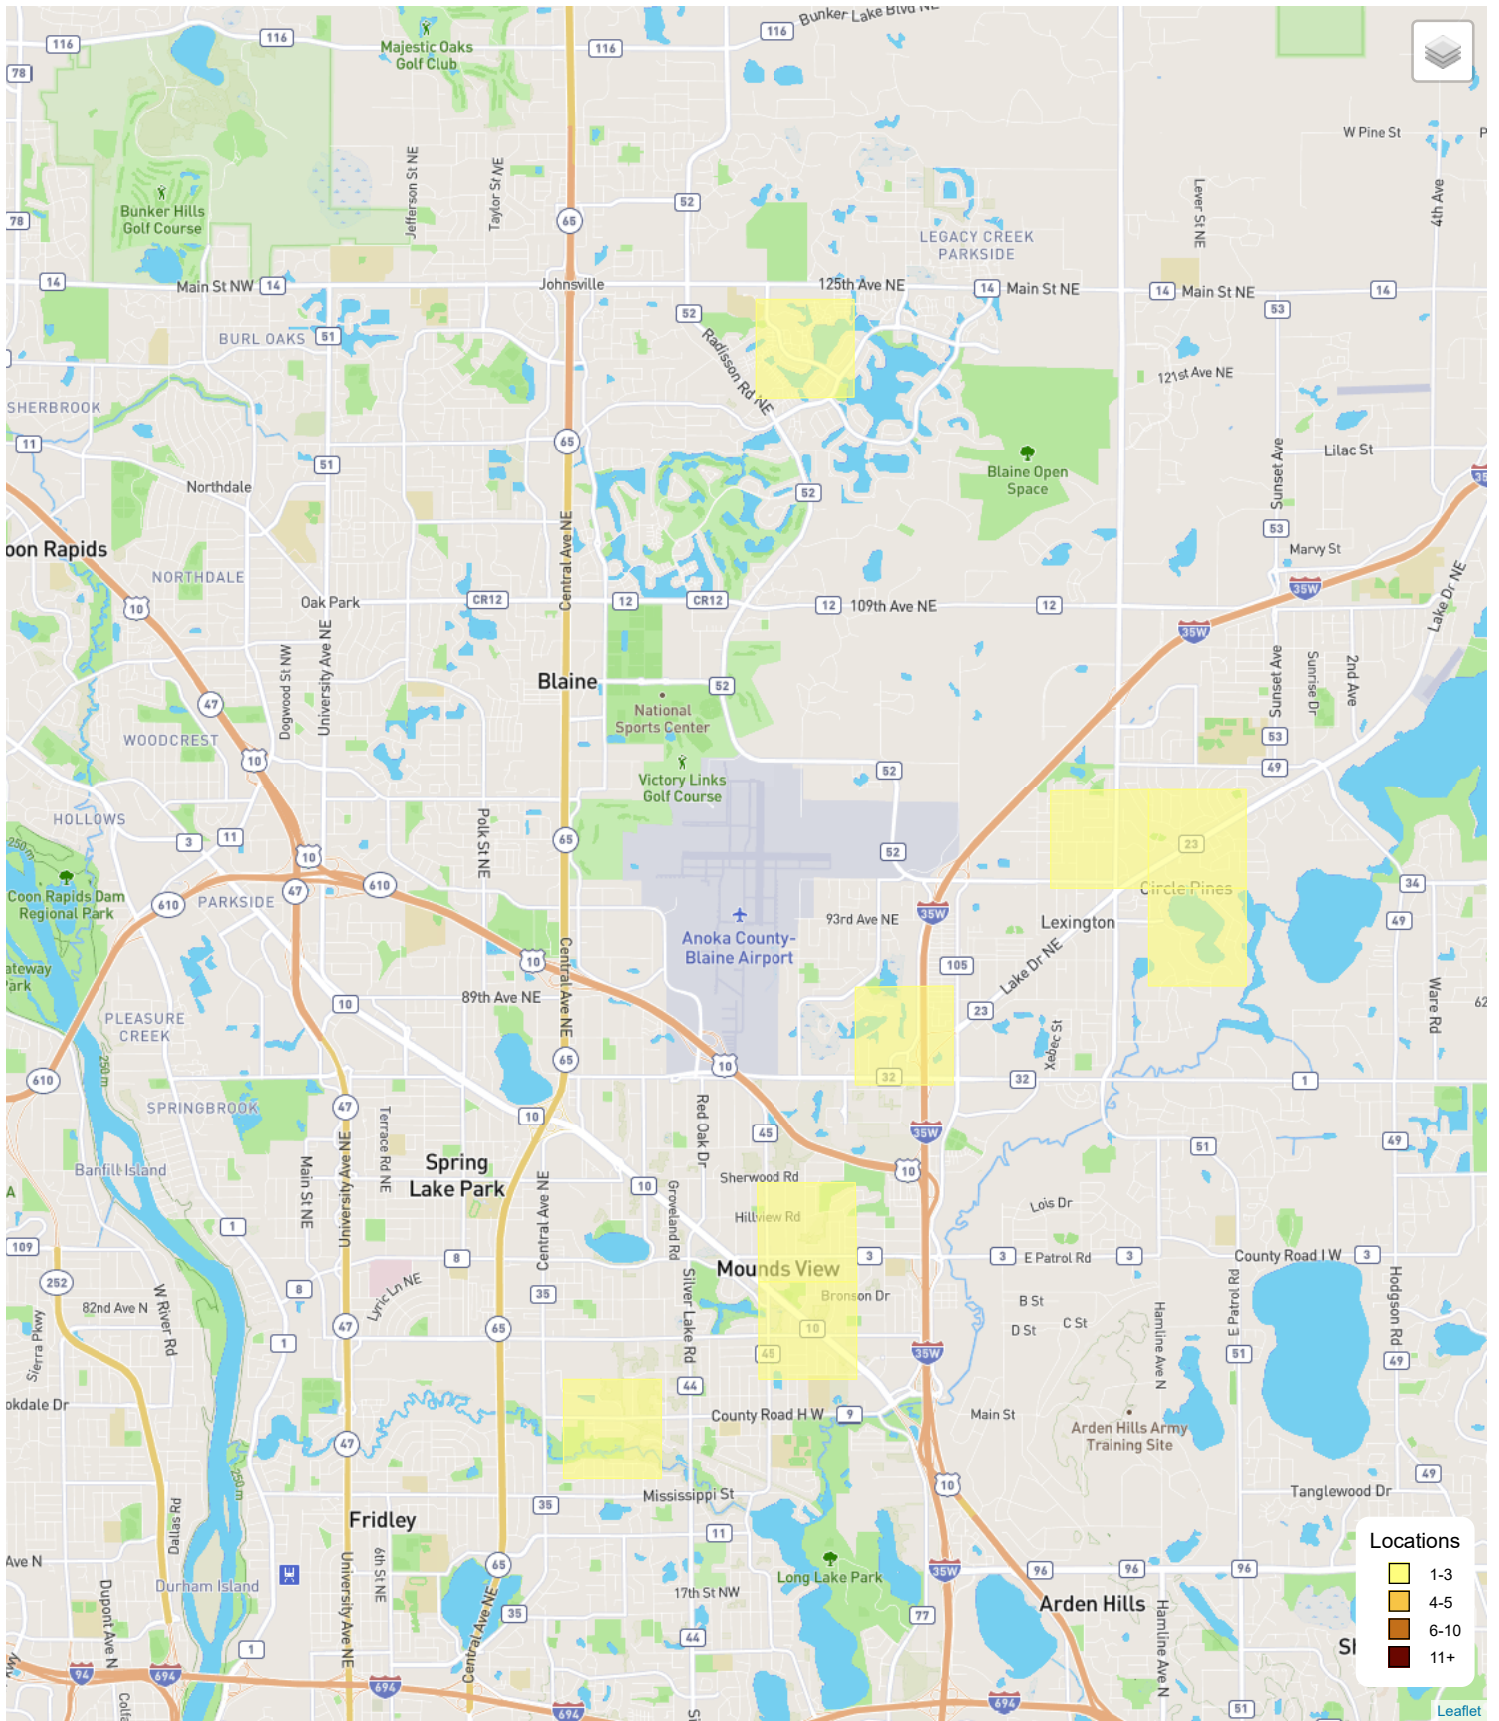 Bunker Lake Blvd NE
116
116
116
116
78
Majestic Oaks
Golf Club
W Pine St
Jefferson St NE
Taylor St NE
Lever St NE
4th Ave
Bunker Hills
Golf Course
78
52
65
LEGACY CREEK
PARKSIDE
14
Main St NW
14
Johnsville
125th Ave NE
14
Main St NE
14
Main St NE
14
53
52
BURL OAKS
51
Radisson Rd NE
121st Ave NE
SHERBROOK
11
65
Sunset Ave
Lilac St
51
Northdale
52
Blaine Open
Space
35
Central Ave NE
53
Marvy St
oon Rapids
NORTHDALE
10
Oak Park
CR12
12
CR12
12
109th Ave NE
12
35W
35W
Lake Dr NE
Dogwood St NW
University Ave NE
Blaine
52
National
Sports Center
Sunset Ave
Sunrise Dr
2nd Ave
47
WOODCREST
10
53
49
52
Victory Links
Golf Course
HOLLOWS
3
11
Polk St NE
65
52
23
250 m
10
47
610
610
PARKSIDE
Coon Rapids Dam
Regional Park
Circle Pines
34
35W
93rd Ave NE
Lexington
49
Anoka County-
Blaine Airport
Central Ave NE
10
105
Lake Dr NE
ateway
Park
89th Ave NE
10
23
Ware Rd
62
PLEASURE
CREEK
Xebec St
65
10
610
250 m
32
32
1
SPRINGBROOK
47
10
Terrace Rd NE
Red Oak Dr
45
35W
51
49
Banfill Island
Main St NE
University Ave NE
Spring
Lake Park
Central Ave NE
10
Groveland Rd
Sherwood Rd
10
A
1
Hillview Rd
Lois Dr
109
8
3
3
E Patrol Rd
3
County Road I W
3
252
8
Lyric Ln NE
Mounds View
Silver Lake Rd
35
Bronson Dr
B St
82nd Ave N
W River Rd
Sierra Pkwy
47
65
10
D St
C St
Hamline Ave N
E Patrol Rd
Hodgson Rd
1
45
35W
51
49
44
okdale Dr
County Road H W
9
Main St
Arden Hills Army
Training Site
47
250 m
10
49
35
Mississippi St
Tanglewood Dr
Dallas Rd
Fridley
11
Locations
1-3
4-5
6-10
11+
Ave N
Durham Island
University Ave NE
6th St NE
65
Long Lake Park
35W
96
96
96
Dupont Ave N
17th St NW
35
Central Ave NE
77
Arden Hills
Hamline Ave N
1
44
Sh
94
694
694
694
694
51
Colfa
Si
Leaflet